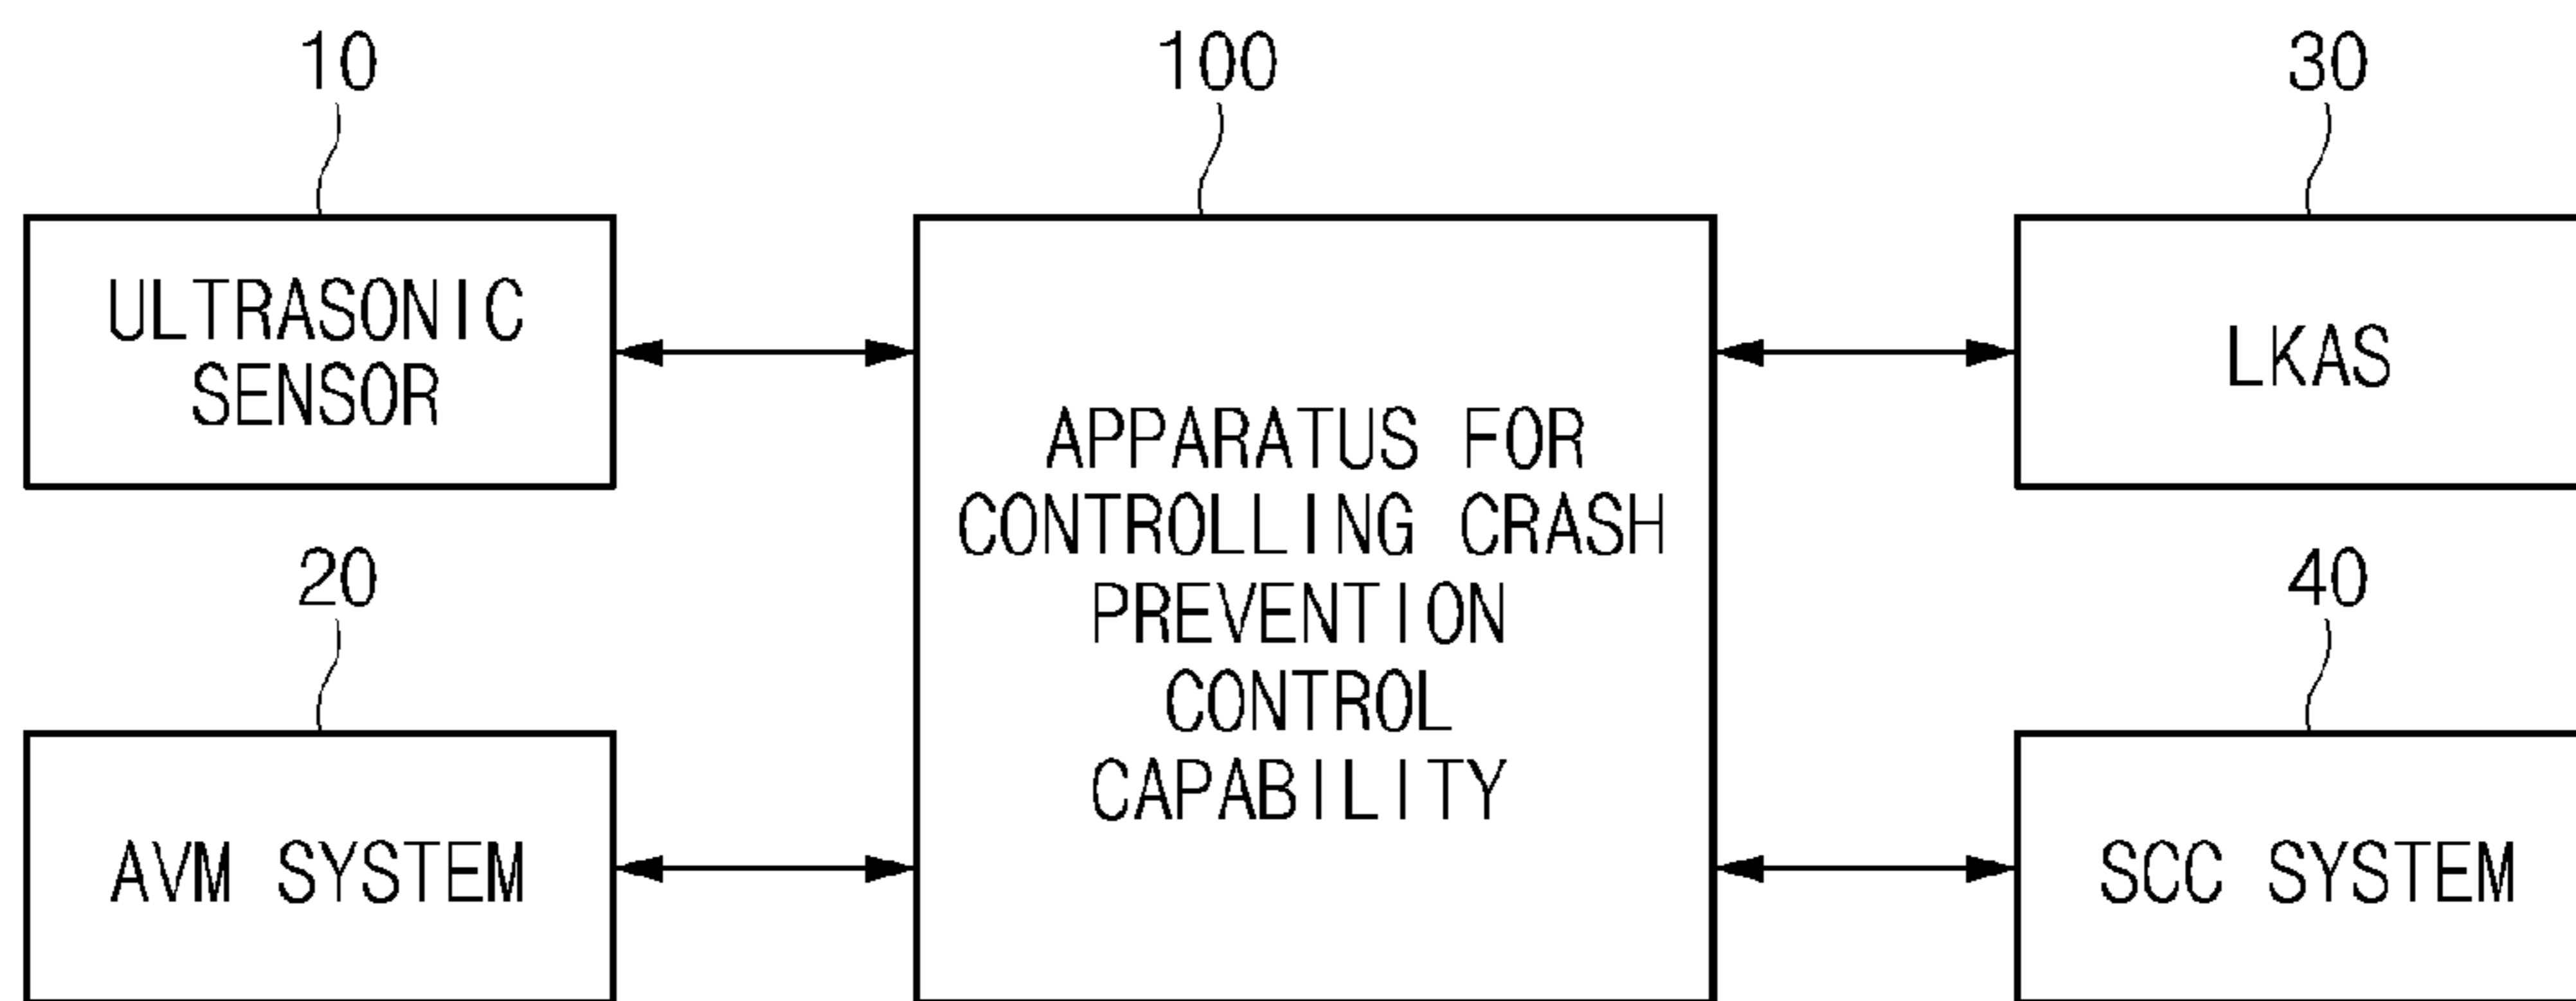 10
100
30
ULTRASONIC
SENSOR
LKAS
APPARATUS FOR
CONTROLLING CRASH
PREVENTION
CONTROL
CAPABILITY
20
40
AVM SYSTEM
SCC SYSTEM